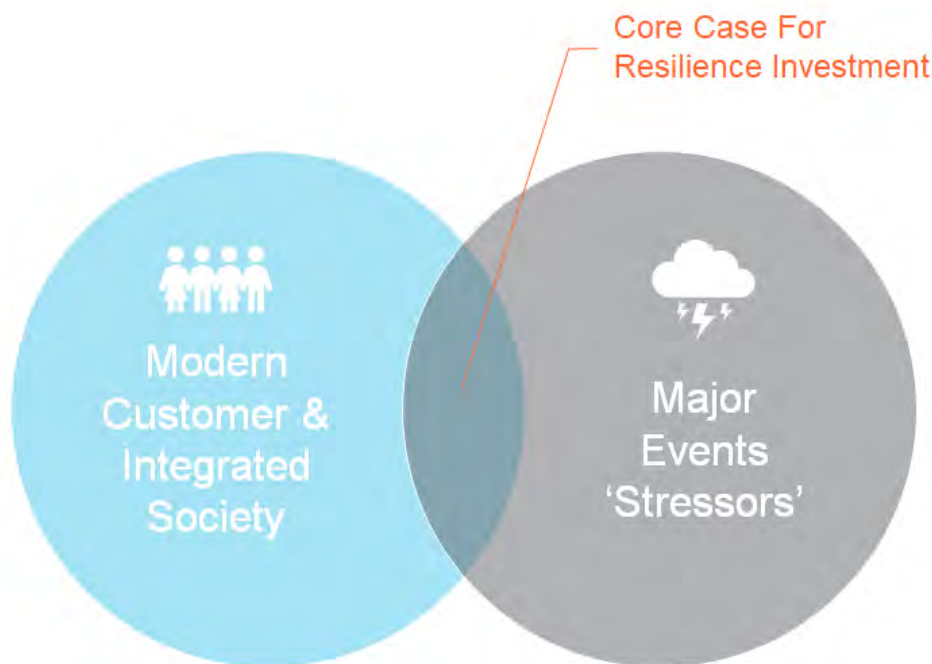 Core Case For
Resilience Investment
Modern
Customer &
Integrated
Society
Major
Events
‘Stressors’